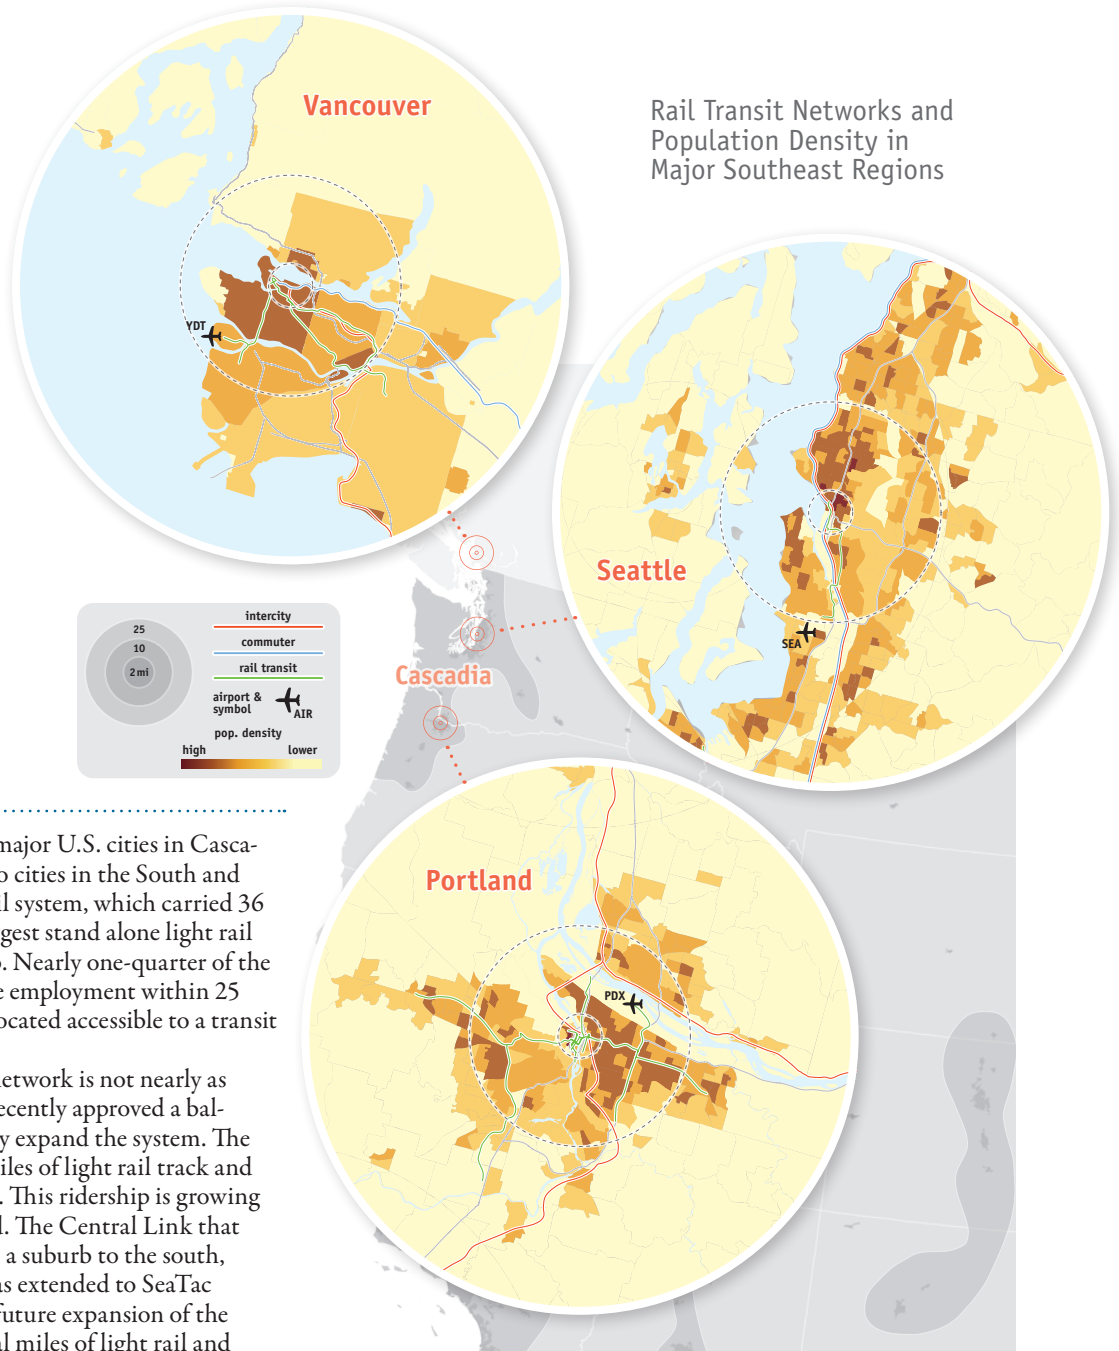 Vancouver
Rail Transit Networks and
Population Density in
Major Southeast Regions
YDT
Seattle
SEA
intercity
25
commuter
10
rail transit
2 mi
airport &
symbol
AIR
pop. density
high
lower
Cascadia
Portland
PDX
major U.S. cities in Casca-
o cities in the South and
il system, which carried 36
gest stand alone light rail
. Nearly one-quarter of the
e employment within 25
ocated accessible to a transit
network is not nearly as
ecently approved a bal-
y expand the system. The
iles of light rail track and
. This ridership is growing
l. The Central Link that
a suburb to the south,
as extended to SeaTac
future expansion of the
al miles of light rail and